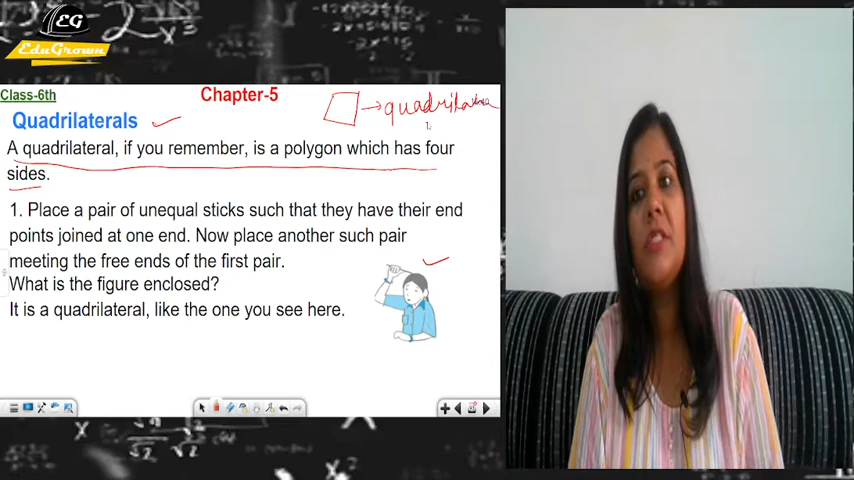 EG
EduGrown
Class-6th
Chapter-5
Quadrilaterals
A quadrilateral, if you remember, is a polygon which has four
sides.
1. Place a pair of unequal sticks such that they have their end
points joined at one end. Now place another such pair
meeting the free ends of the first pair.
What is the figure enclosed?
It is a quadrilateral, like the one you see here.